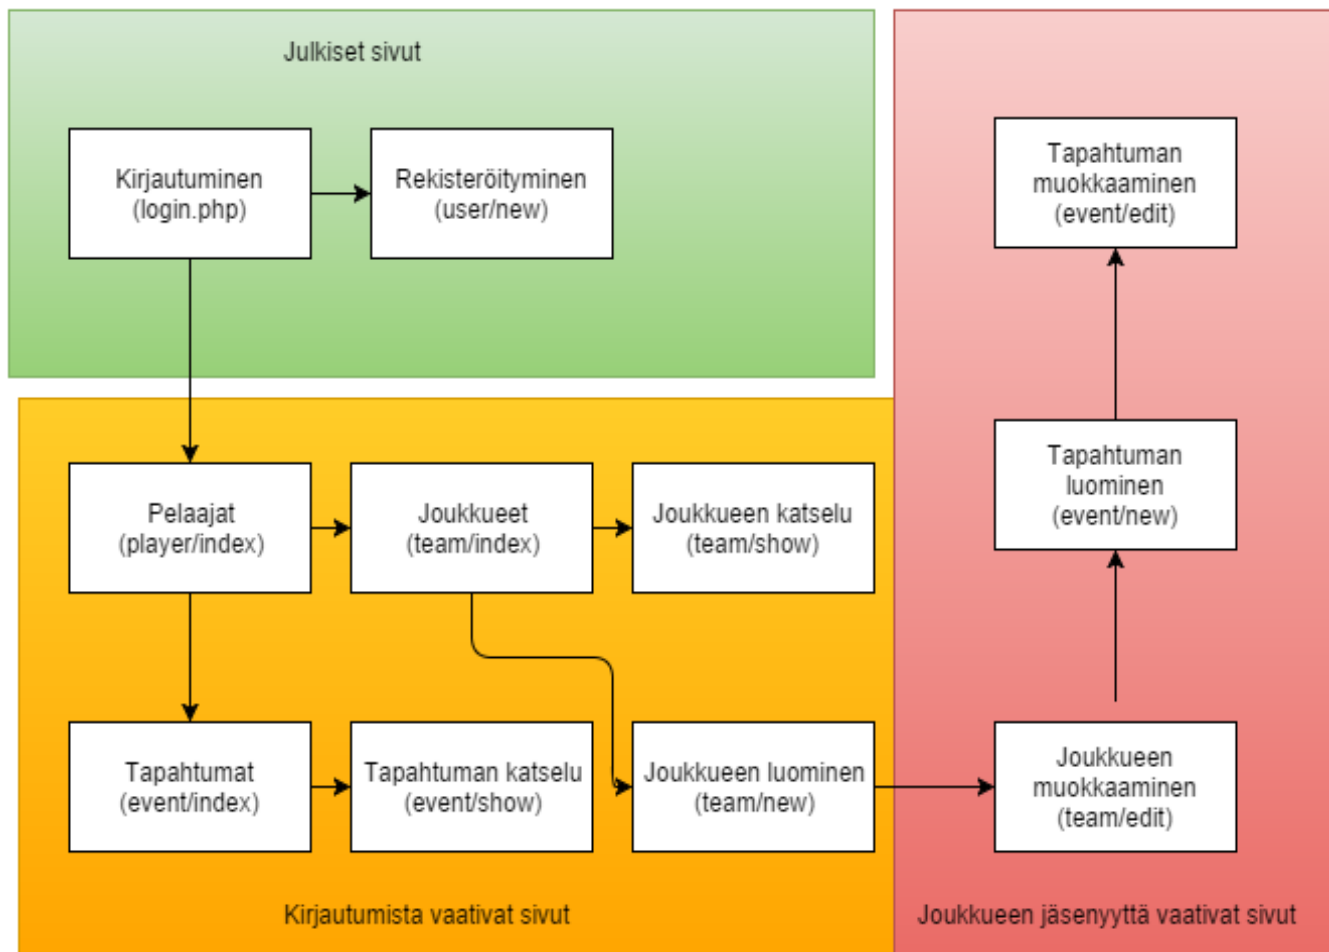 Julkiset sivut
Kirjautuminen
(login.php)
Rekisteröityminen
(user/new)
Tapahtuman
muokkaaminen
(event/edit)
Pelaajat
(player/index)
Joukkueet
(team/index)
Joukkueen katselu
(team/show)
Tapahtuman
luominen
(event/new)
Tapahtumat
(event/index)
Tapahtuman katselu
(event/show)
Joukkueen luominen
(team/new)
Joukkueen
muokkaaminen
(team/edit)
Kirjautumista vaativat sivut
Joukkueen jäsenyyttä vaativat sivut